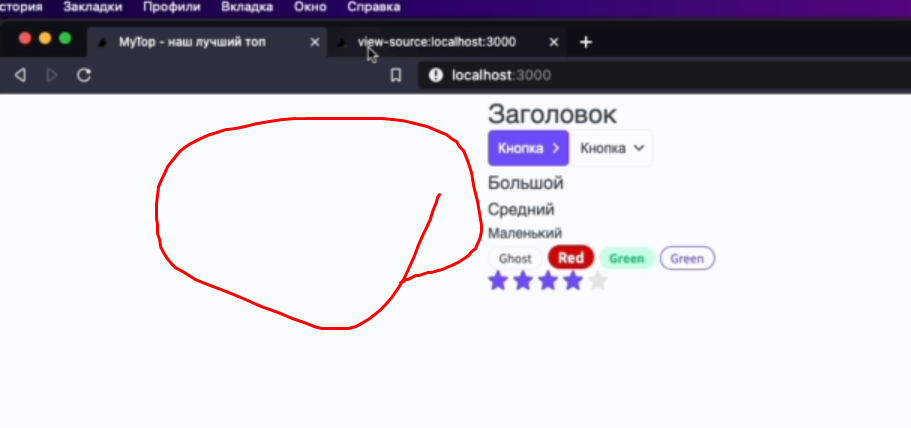 стория Закладки Профили Вкладка Окно Справка
MyTop - наш лучший топ view-source:localhost:3000
localhost:3000
Заголовок
Кнопка Кнопка
Большой
Средний
Маленький
Ghost Red Green Green